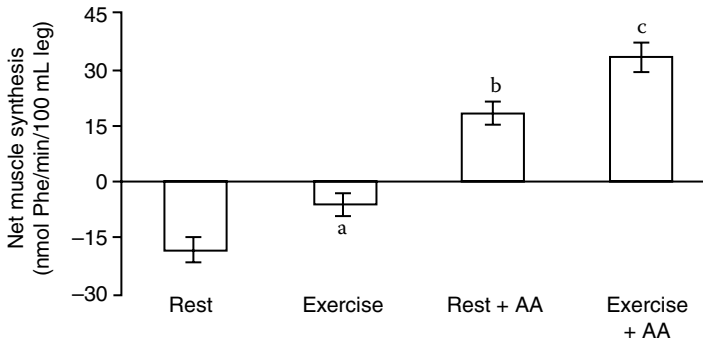 Net muscle synthesis
(nmol Phe/min/100 mL leg)
45
30
15
0
–15
–30
a
b
c
Rest
Exercise
Rest + AA
Exercise
+ AA